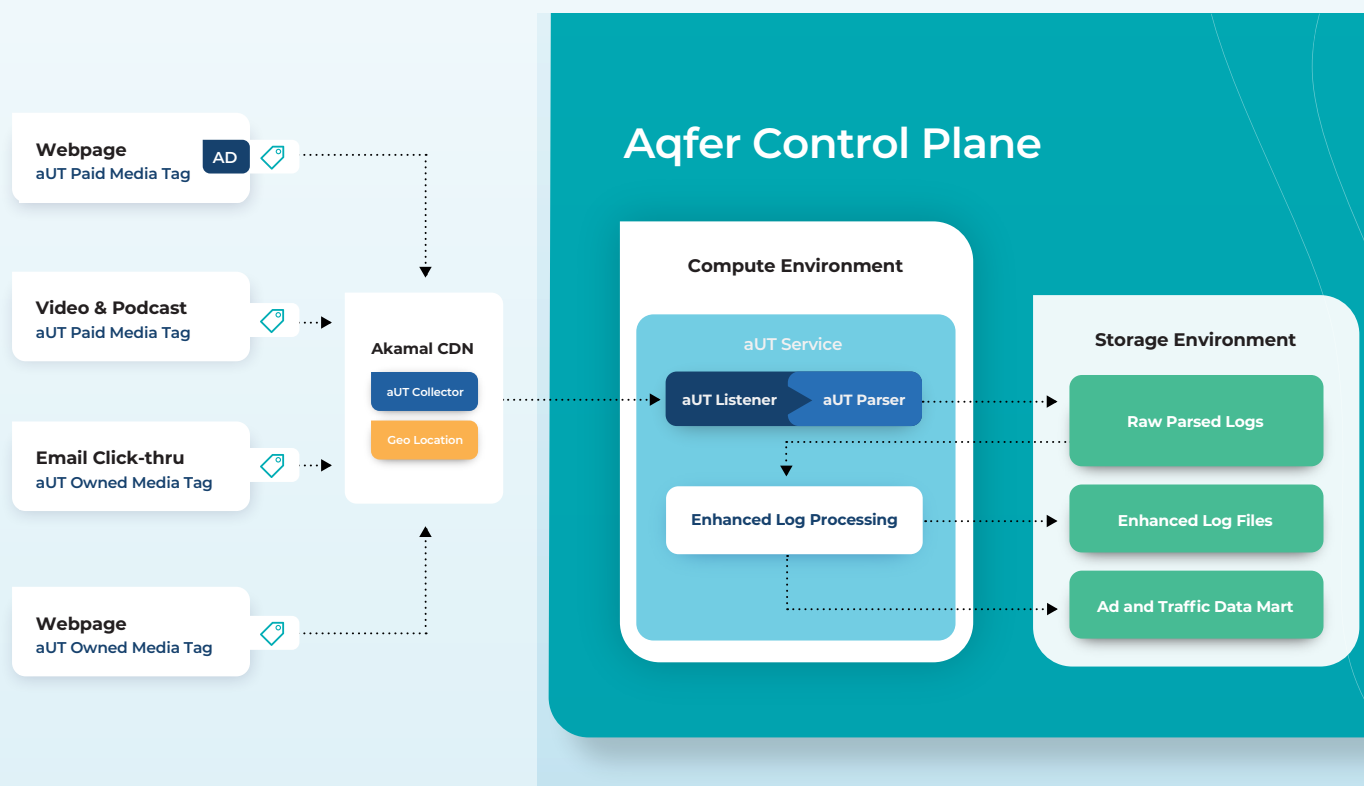 Webpage
aUT Paid Media Tag
AD
Video & Podcast
aUT Paid Media Tag
Email Click-thru
aUT Owned Media Tag
Webpage
aUT Owned Media Tag
Akamal CDN
aUT Collector
Geo Location
Aqfer Control Plane
Compute Environment
aUT Service
aUT Listener
aUT Parser
Enhanced Log Processing
Storage Environment
Raw Parsed Logs
Enhanced Log Files
Ad and Traffic Data Mart